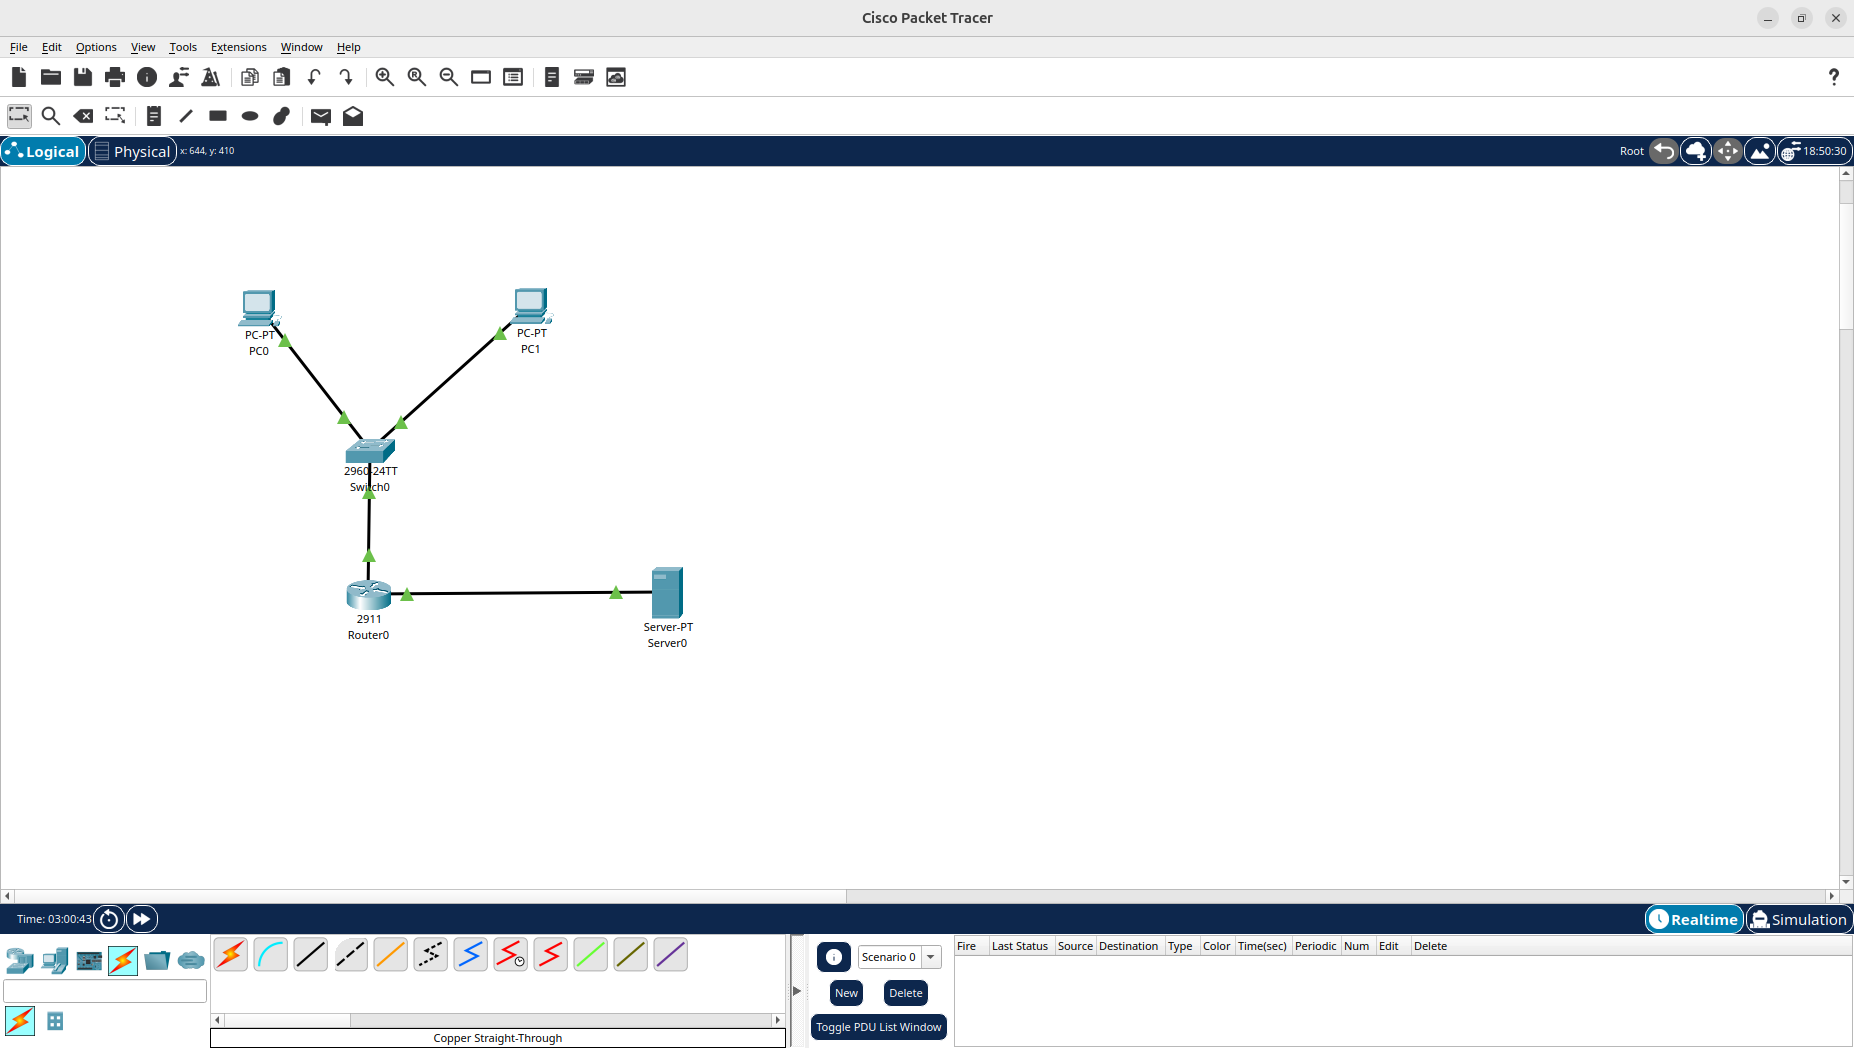 Cisco Packet Tracer
File Edit Options View Tools Extensions Window Help
?
Logical Physical x: 644, y: 410 Root 18:50:30
PC-PT
PC0
PC-PT
PC1
2960-24TT
Switch0
2911
Router0
Server-PT
Server0
Time: 03:00:43 Realtime Simulation
Fire Last Status Source Destination Type Color Time(sec) Periodic Num Edit Delete
Scenario 0
New Delete
Toggle PDU List Window
Copper Straight-Through